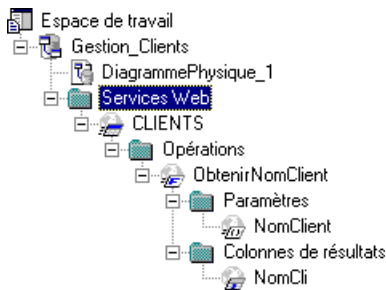 Espace de travail
Gestion_Clients
DiagrammePhysique_1
Services Web
CLIENTS
Opérations
ObtenirNomClient
Paramètres
NomClient
Colonnes de résultats
NomCli